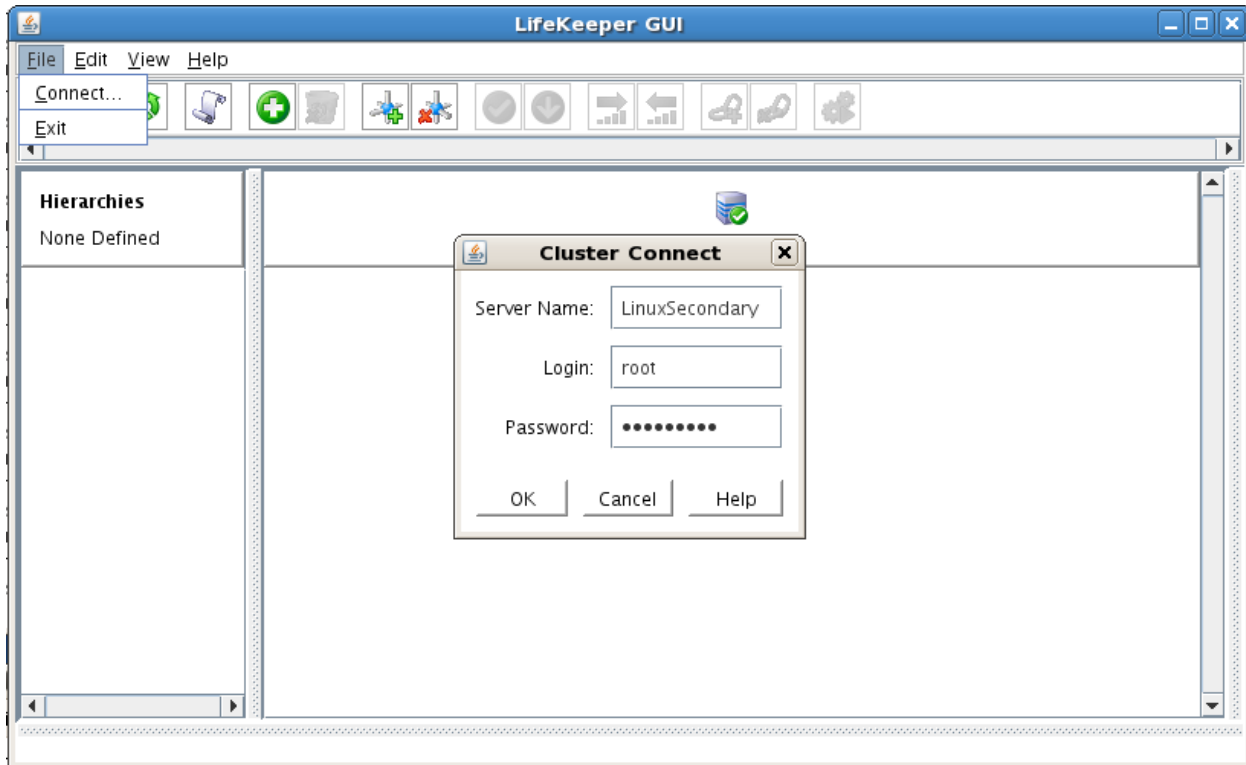 LifeKeeper GUI
File Edit View Help
Connect...
Exit
Hierarchies
None Defined
Cluster Connect
Server Name: LinuxSecondary
Login: root
Password: •••••••••
OK Cancel Help